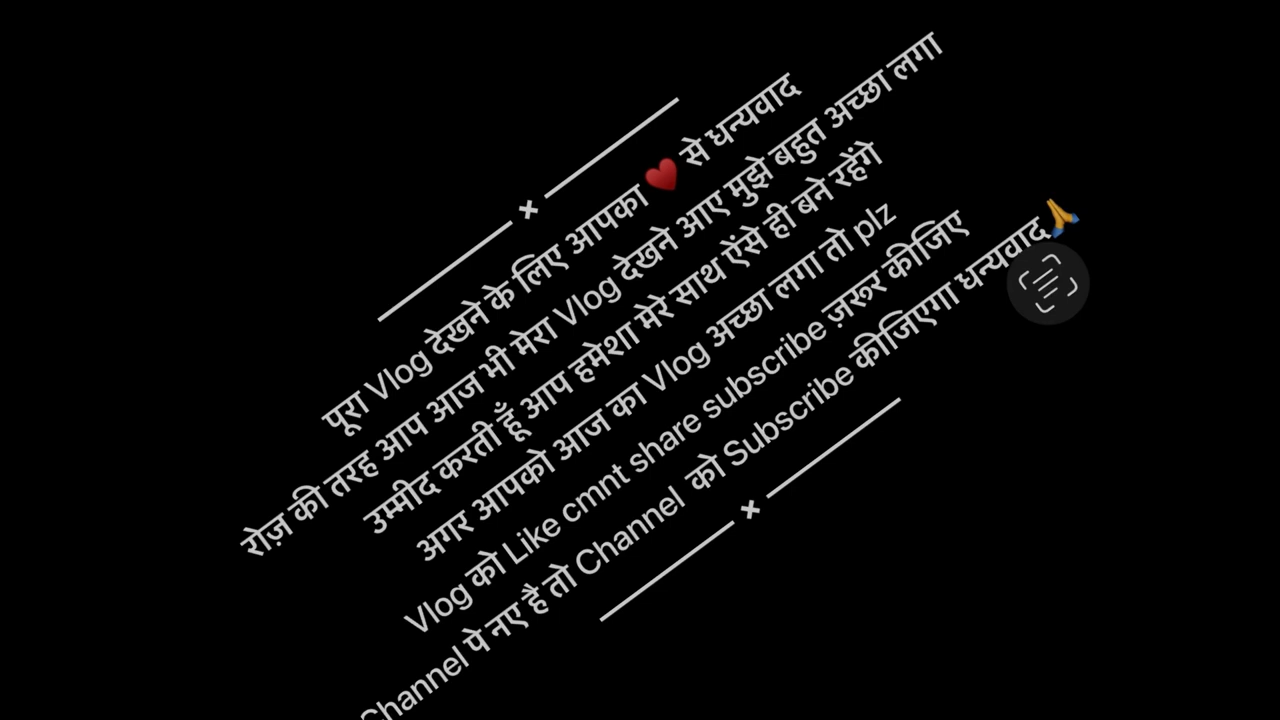 पूरा Vlog देखने के लिए आपका ❤️ से धन्यवाद
रोज़ की तरह आप आज भी मेरा Vlog देखने आए मुझे बहुत अच्छा लगा
उम्मीद करती हूँ आप हमेशा मेरे साथ ऐंसे ही बने रहेंगे
अगर आपको आज का Vlog अच्छा लगा तो plz
Vlog को Like cmnt share subscribe ज़रूर कीजिए
Channel पे नए है तो Channel को Subscribe कीजिएगा धन्यवाद 🙏